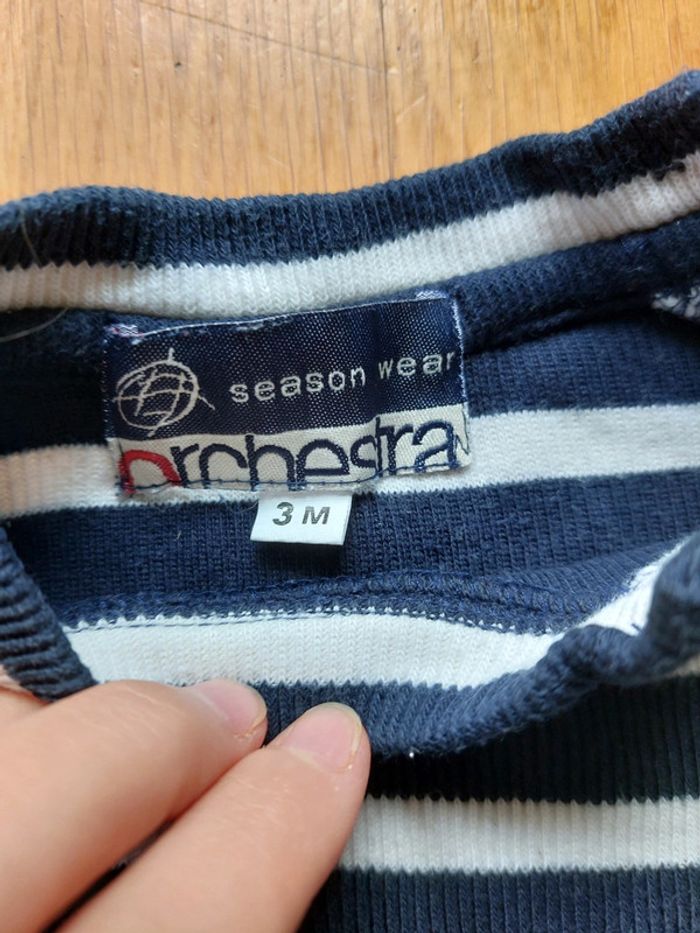 season wear
orchestra
3 M